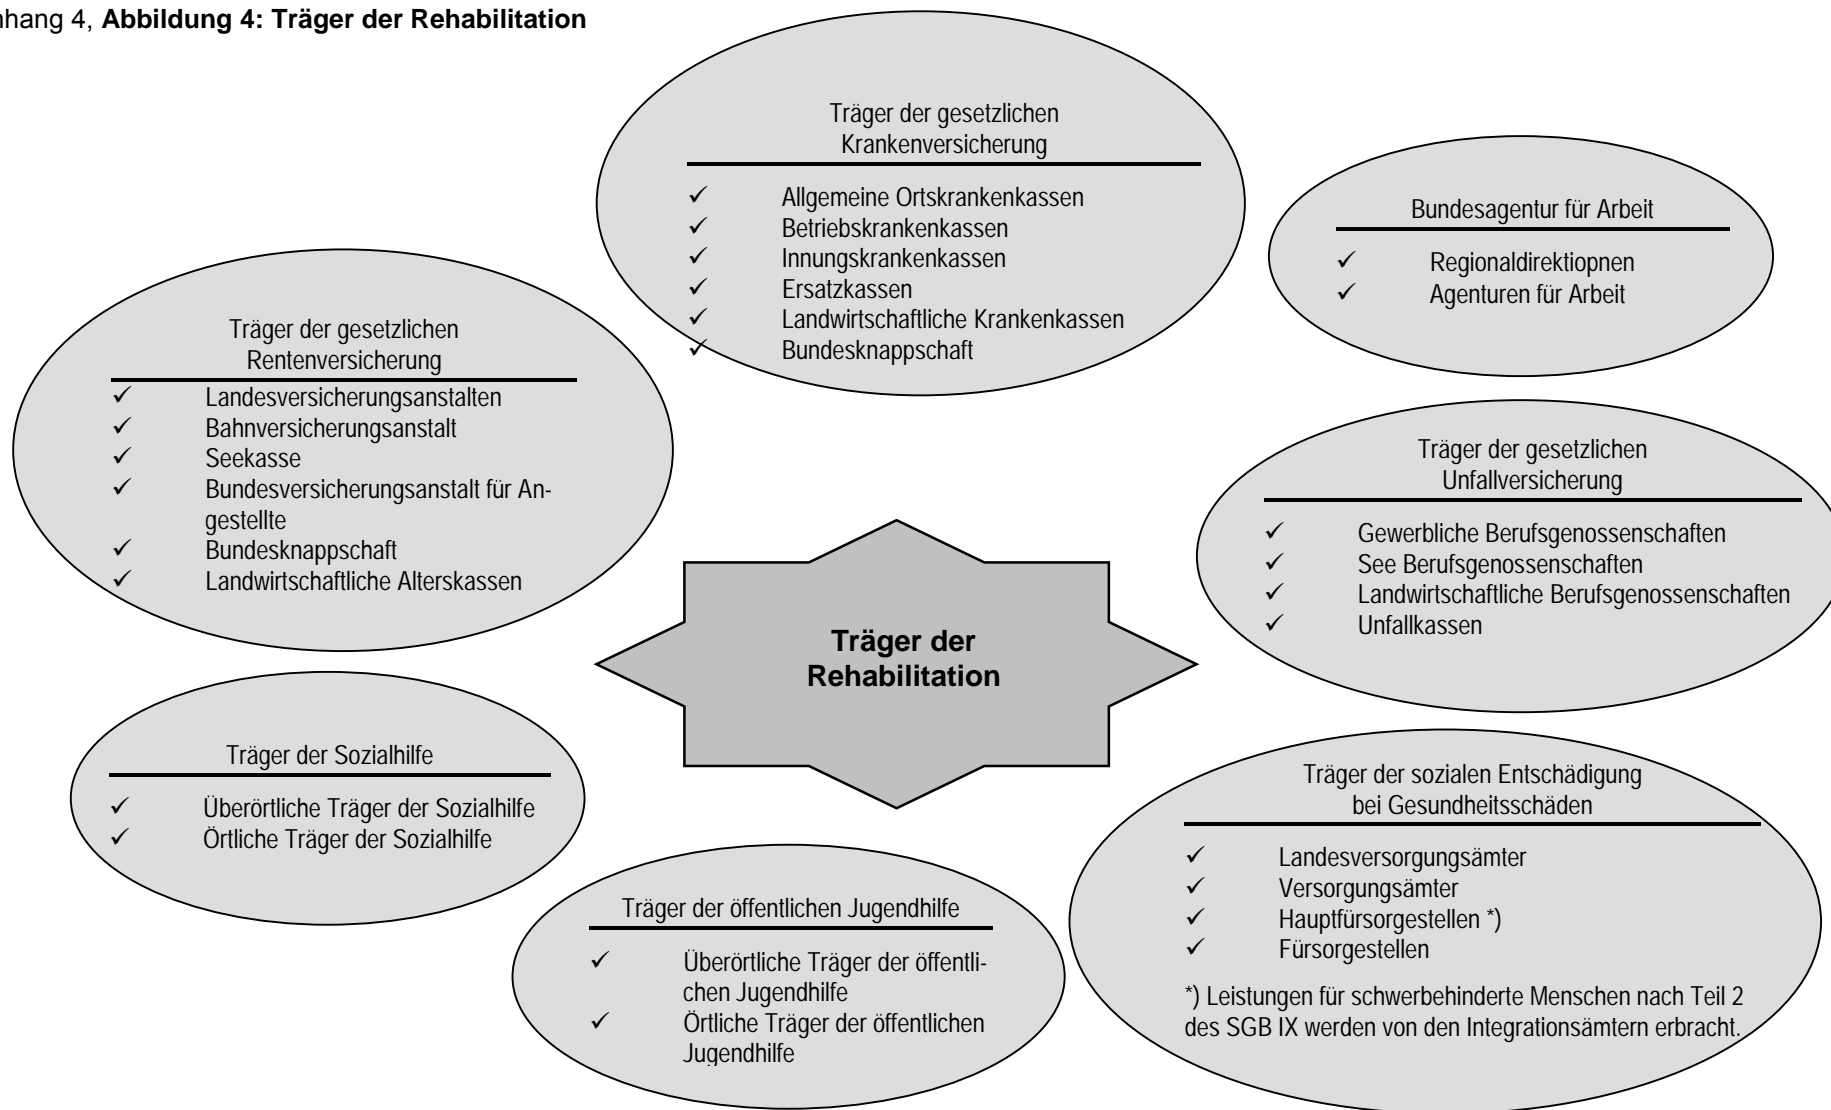 nhang 4, Abbildung 4: Träger der Rehabilitation
Träger der gesetzlichen
Krankenversicherung
✓ Allgemeine Ortskrankenkassen
✓ Betriebskrankenkassen
✓ Innungskrankenkassen
✓ Ersatzkassen
✓ Landwirtschaftliche Krankenkassen
✓ Bundesknappschaft
Bundesagentur für Arbeit
✓ Regionaldirektiopnen
✓ Agenturen für Arbeit
Träger der gesetzlichen
Rentenversicherung
✓ Landesversicherungsanstalten
✓ Bahnversicherungsanstalt
✓ Seekasse
✓ Bundesversicherungsanstalt für An-
gestellte
✓ Bundesknappschaft
✓ Landwirtschaftliche Alterskassen
Träger der gesetzlichen
Unfallversicherung
✓ Gewerbliche Berufsgenossenschaften
✓ See Berufsgenossenschaften
✓ Landwirtschaftliche Berufsgenossenschaften
✓ Unfallkassen
Träger der
Rehabilitation
Träger der Sozialhilfe
✓ Überörtliche Träger der Sozialhilfe
✓ Örtliche Träger der Sozialhilfe
Träger der sozialen Entschädigung
bei Gesundheitsschäden
✓ Landesversorgungsämter
✓ Versorgungsämter
✓ Hauptfürsorgestellen *)
✓ Fürsorgestellen
*) Leistungen für schwerbehinderte Menschen nach Teil 2
des SGB IX werden von den Integrationsämtern erbracht.
Träger der öffentlichen Jugendhilfe
✓ Überörtliche Träger der öffentli-
chen Jugendhilfe
✓ Örtliche Träger der öffentlichen
Jugendhilfe